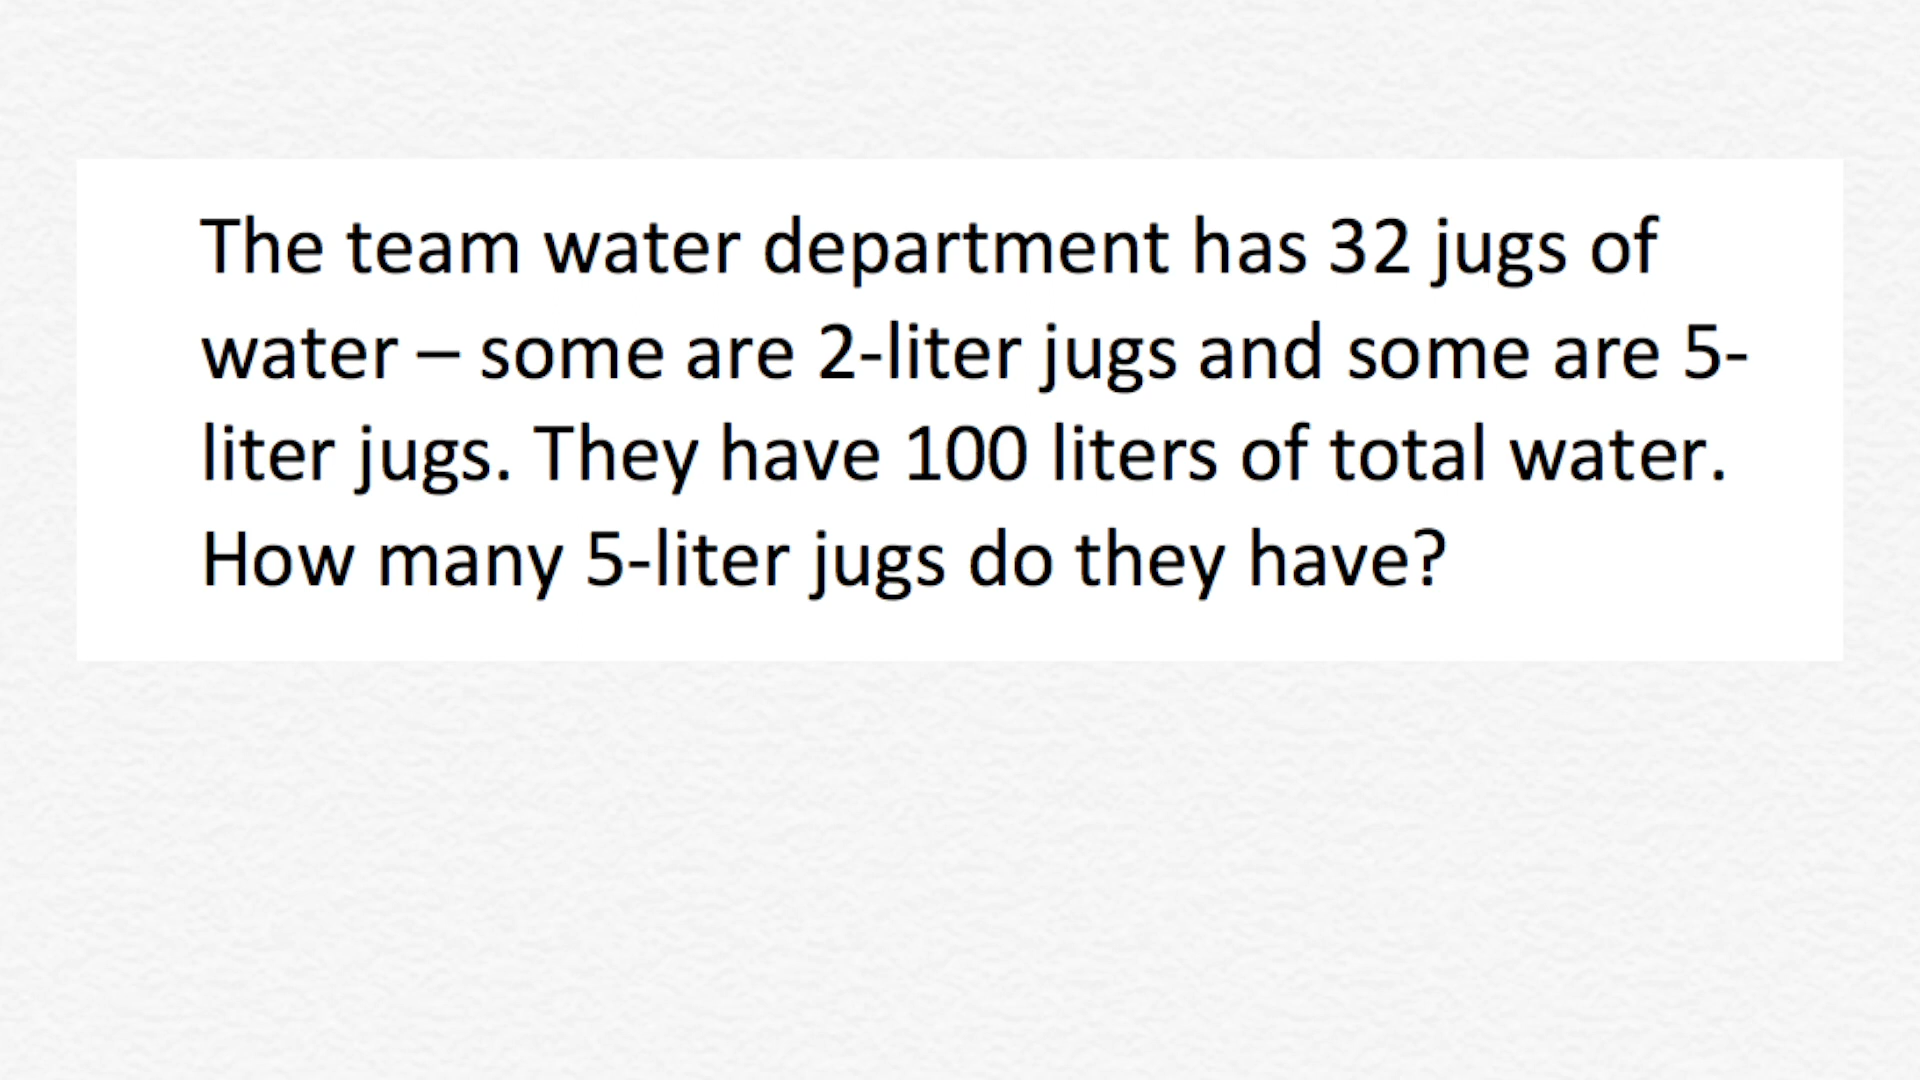 The team water department has 32 jugs of
water – some are 2-liter jugs and some are 5-
liter jugs. They have 100 liters of total water.
How many 5-liter jugs do they have?